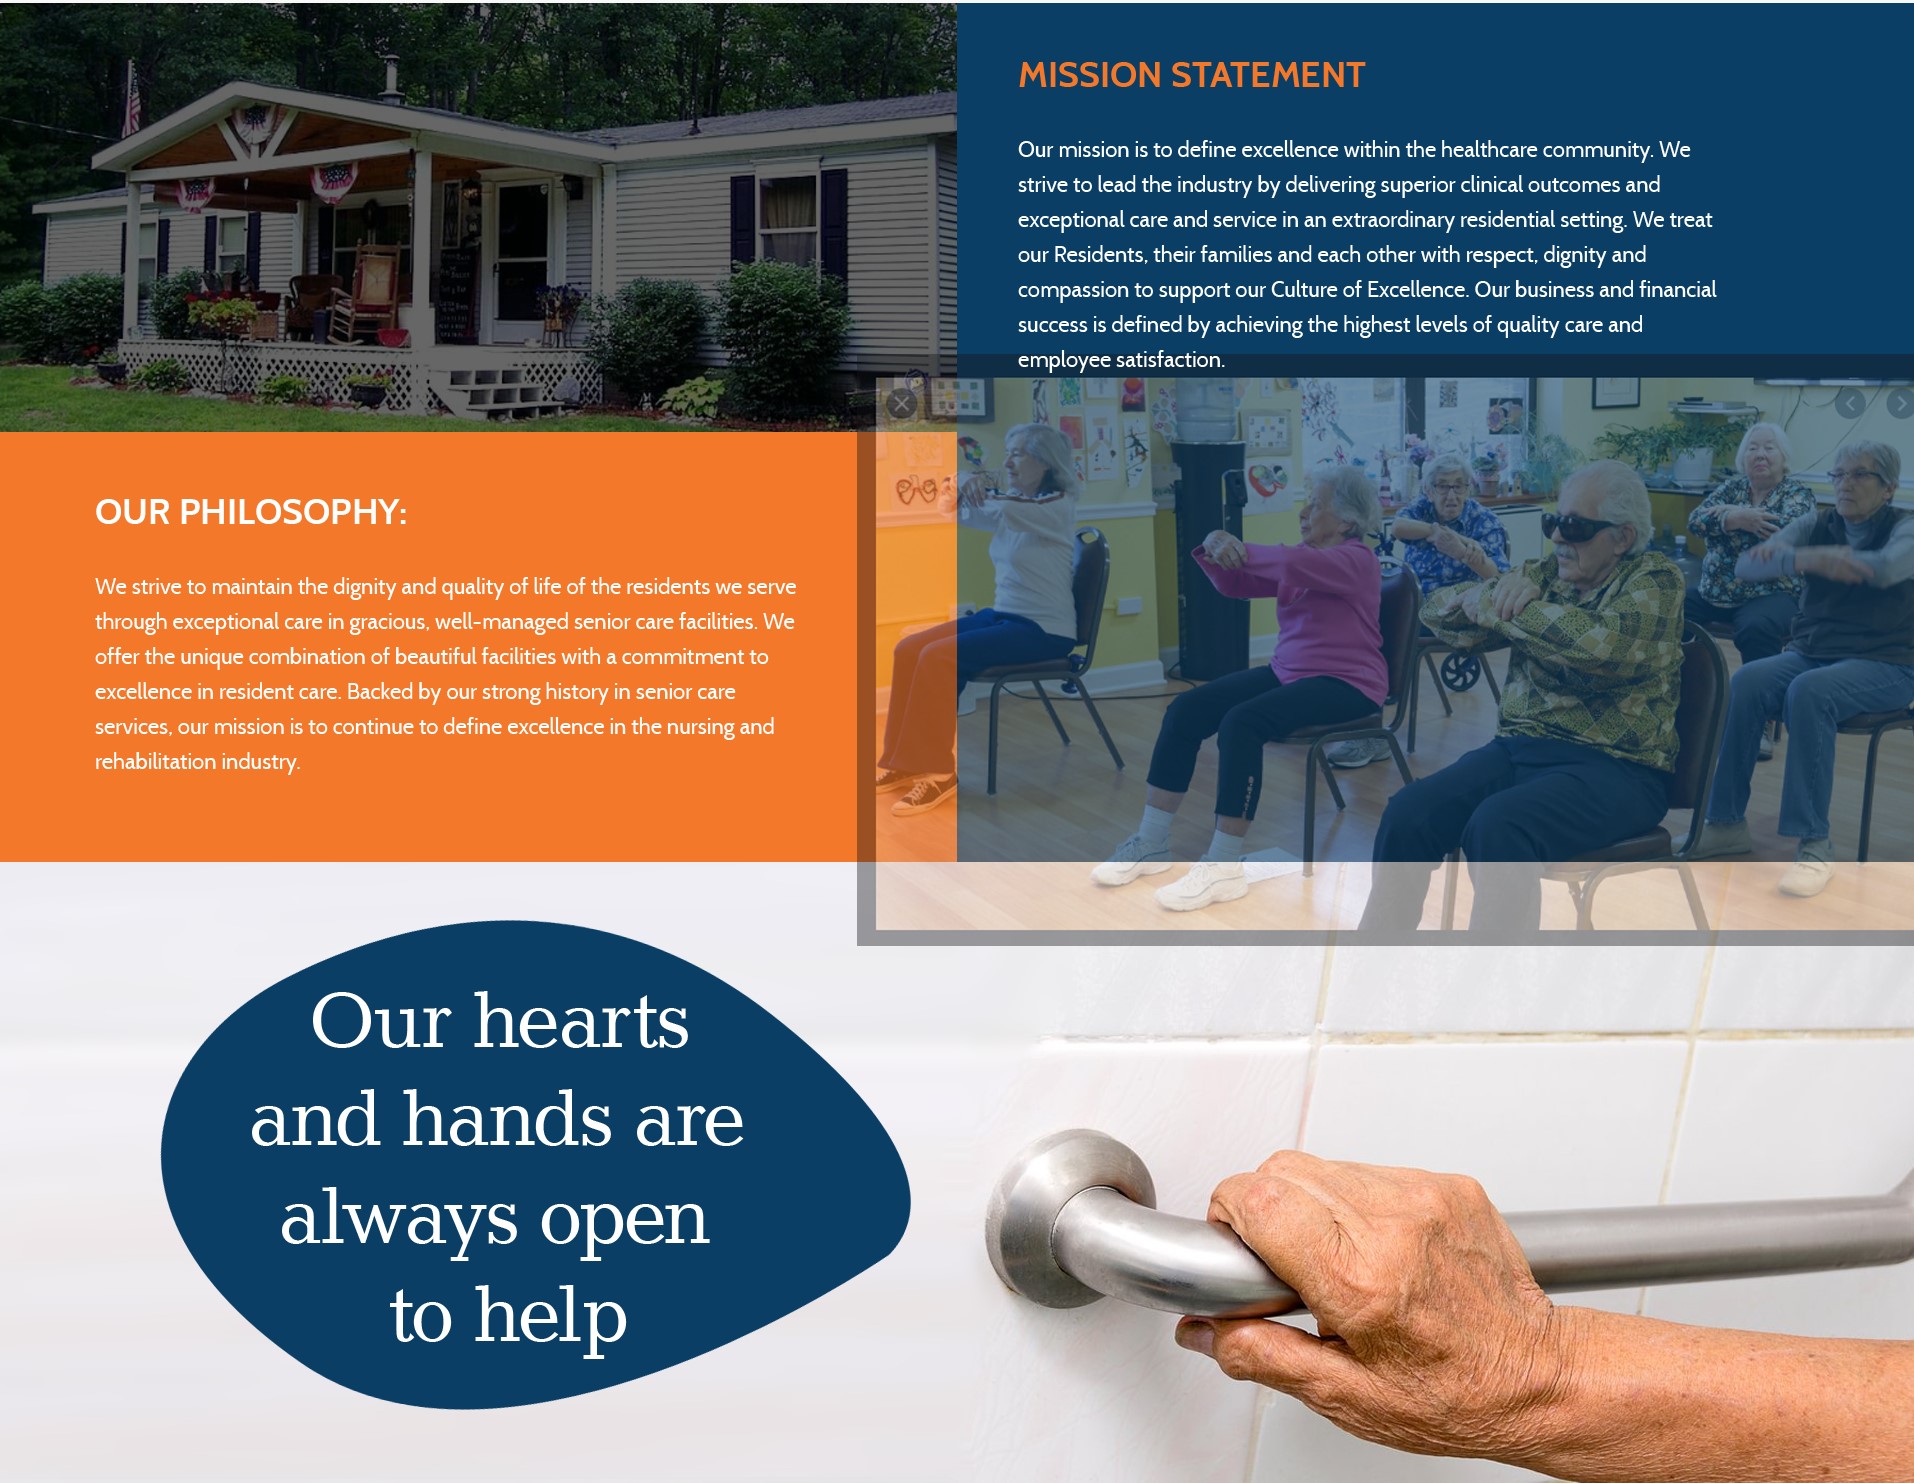 MISSION STATEMENT
Our mission is to define excellence within the healthcare community. We
strive to lead the industry by delivering superior clinical outcomes and
exceptional care and service in an extraordinary residential setting. We treat
our Residents, their families and each other with respect, dignity and
compassion to support our Culture of Excellence. Our business and financial
success is defined by achieving the highest levels of quality care and
employee satisfaction.
OUR PHILOSOPHY:
We strive to maintain the dignity and quality of life of the residents we serve
through exceptional care in gracious, well-managed senior care facilities. We
offer the unique combination of beautiful facilities with a commitment to
excellence in resident care. Backed by our strong history in senior care
services, our mission is to continue to define excellence in the nursing and
rehabilitation industry.
Our hearts
and hands are
always open
to help